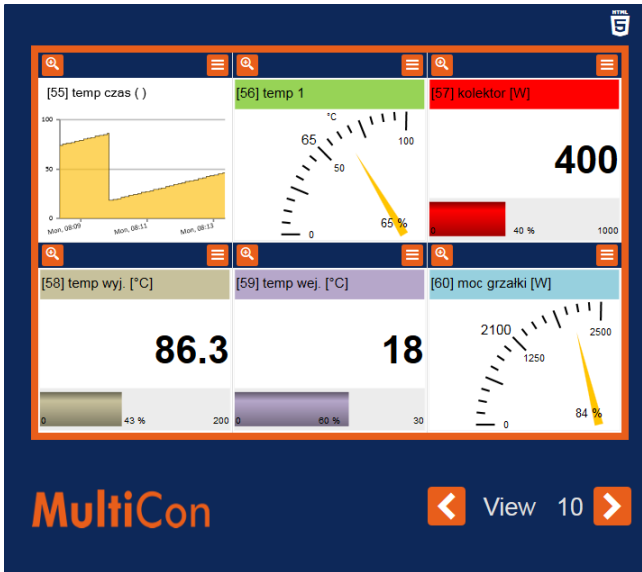 HTML
5
[55] temp czas ( )
100
50
0
Mon, 08:09
Mon, 08:11
Mon, 08:13
[56] temp 1
°C
65
50
100
0
65 %
[57] kolektor [W]
400
0
40 %
1000
[58] temp wyj. [°C]
86.3
0
43 %
200
[59] temp wej. [°C]
18
0
60 %
30
[60] moc grzałki [W]
2100
1250
2500
0
84 %
MultiCon
View 10